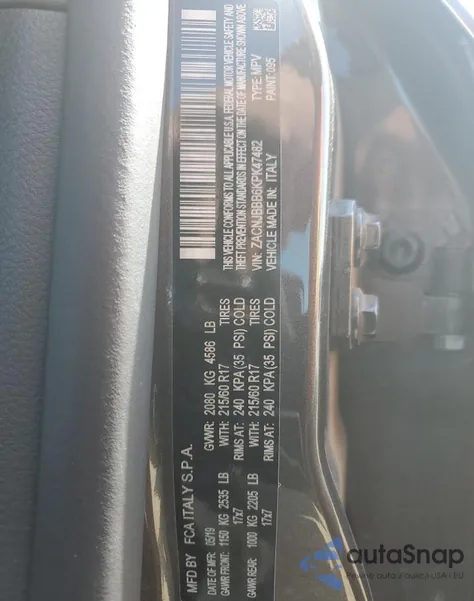 MFD BY FCA ITALY S.P.A.
DATE OF MFR: 05/19 GVWR: 2080 KG 4586 LB
GAWR FRONT: 1150 KG 2535 LB WITH: 215/60 R17 TIRES
17x7 RIMS AT: 240 KPA(35 PSI) COLD
GAWR REAR: 1000 KG 2205 LB WITH: 215/60 R17 TIRES
17x7 RIMS AT: 240 KPA(35 PSI) COLD
THIS VEHICLE CONFORMS TO ALL APPLICABLE U.S.A. FEDERAL MOTOR VEHICLE SAFETY AND
THEFT PREVENTION STANDARDS IN EFFECT ON THE DATE OF MANUFACTURE SHOWN ABOVE
VIN: ZACNJBBB6KPK47482 TYPE: MPV
VEHICLE MADE IN: ITALY PAINT: 095
autoSnap